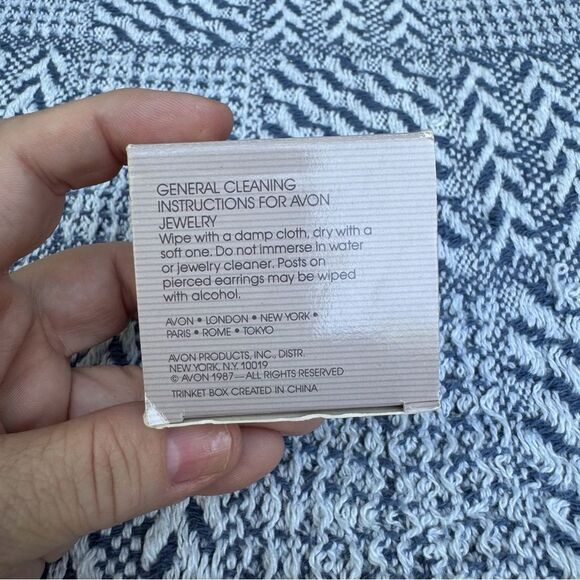 GENERAL CLEANING
INSTRUCTIONS FOR AVON
JEWELRY
Wipe with a damp cloth, dry with a
soft one. Do not immerse in water
or jewelry cleaner. Posts on
pierced earrings may be wiped
with alcohol.
AVON • LONDON • NEW YORK •
PARIS • ROME • TOKYO
AVON PRODUCTS, INC., DISTR.
NEW YORK, N.Y. 10019
© AVON 1987—ALL RIGHTS RESERVED
TRINKET BOX CREATED IN CHINA